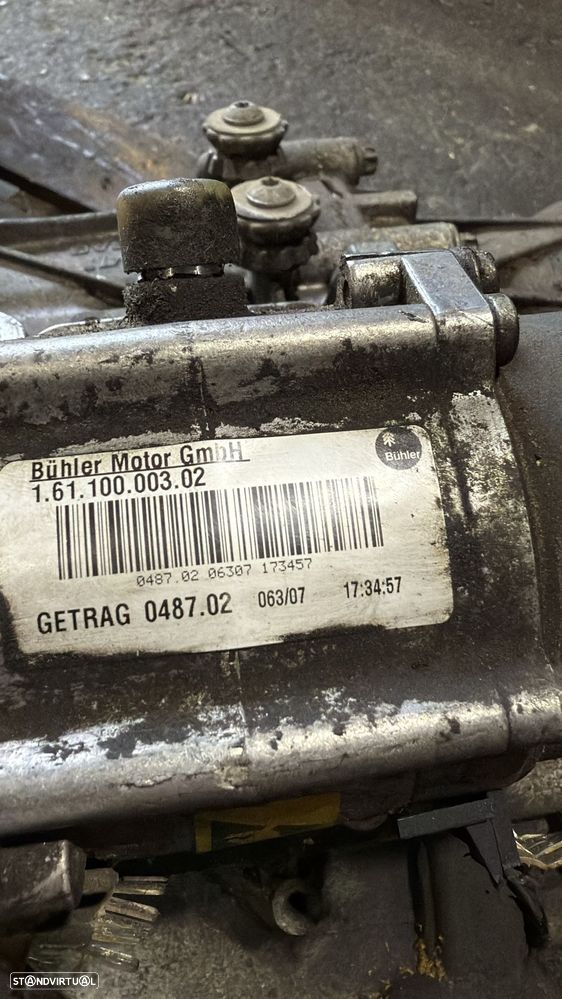 Bühler Motor GmbH
Bühler
1.61.100.003.02
0487.02 06307 173457
GETRAG 0487.02 063/07 17:34:57
STANDVIRTUAL